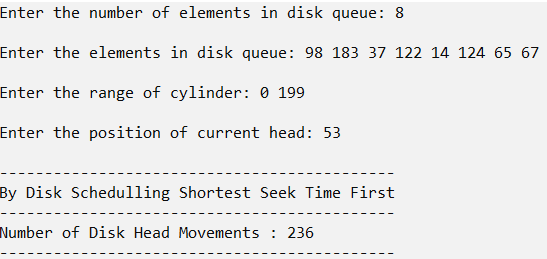 Enter the number of elements in disk queue: 8
Enter the elements in disk queue: 98 183 37 122 14 124 65 67
Enter the range of cylinder: 0 199
Enter the position of current head: 53
-------------------------------------------
By Disk Schedulling Shortest Seek Time First
-------------------------------------------
Number of Disk Head Movements : 236
-------------------------------------------